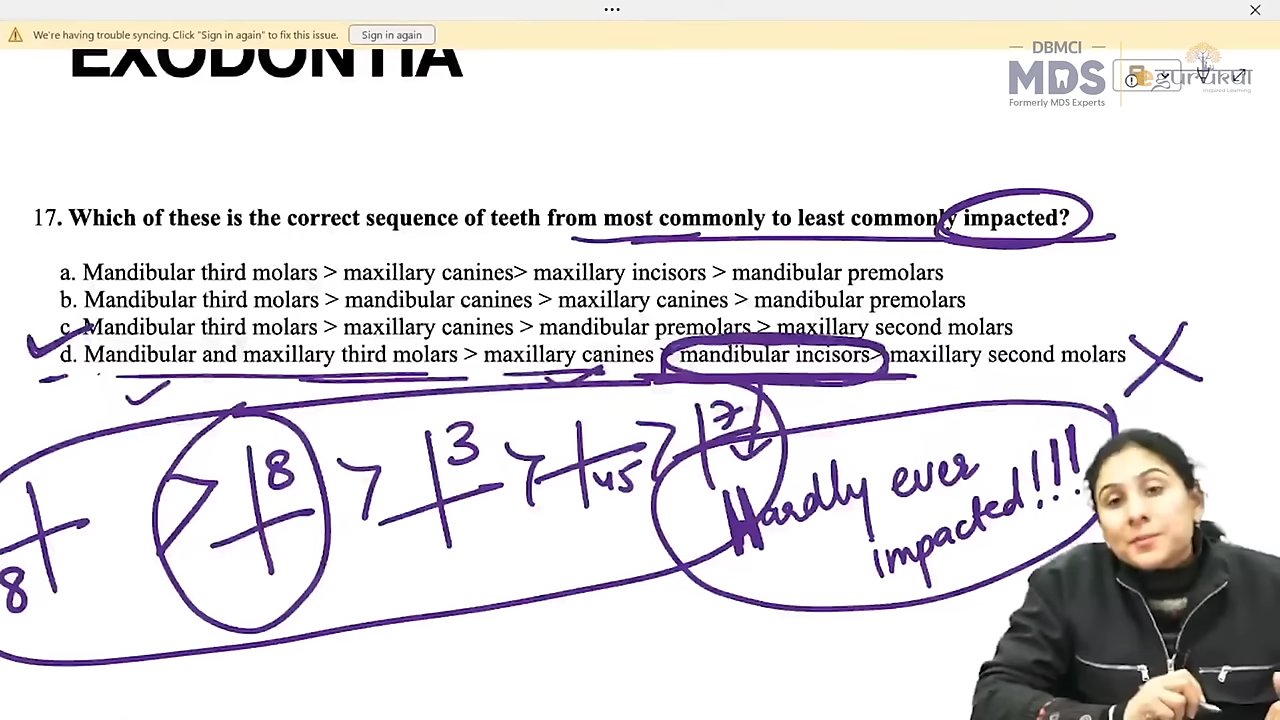 ...
We're having trouble syncing. Click "Sign in again" to fix this issue.
Sign in again
EXODONTIA
DBMCI
MDS
Formerly MDS Experts
egurukul
Inspired Learning
17. Which of these is the correct sequence of teeth from most commonly to least commonly impacted?
a. Mandibular third molars > maxillary canines> maxillary incisors > mandibular premolars
b. Mandibular third molars > mandibular canines > maxillary canines > mandibular premolars
c. Mandibular third molars > maxillary canines > mandibular premolars > maxillary second molars
d. Mandibular and maxillary third molars > maxillary canines > mandibular incisors> maxillary second molars
8 > 8 > 3 > 45 > 7
Hardly ever
impacted!!!